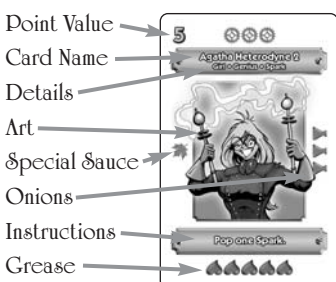 Point Value
5
Card Name
Agatha Heterodyne 2
Girl • Genius • Spark
Details
Art
Special Sauce
Onions
Instructions
Pop one Spark.
Grease